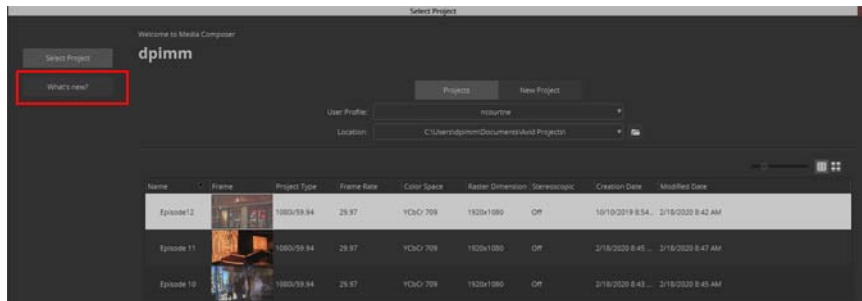 Select Project
Welcome to Media Composer
dpimm
Select Project
What's new?
Projects New Project
User Profile: ncourtne
Location: C:\Users\dpimm\Documents\Avid Projects\
Name Frame Project Type Frame Rate Color Space Raster Dimension Stereoscopic Creation Date Modified Date
Episode12 1080i/59.94 29.97 YCbCr 709 1920x1080 Off 10/10/2019 8:54... 2/18/2020 8:42 AM
Episode 11 1080i/59.94 29.97 YCbCr 709 1920x1080 Off 2/18/2020 8:45 ... 2/18/2020 8:47 AM
Episode 10 1080i/59.94 29.97 YCbCr 709 1920x1080 Off 2/18/2020 8:43 ... 2/18/2020 8:45 AM